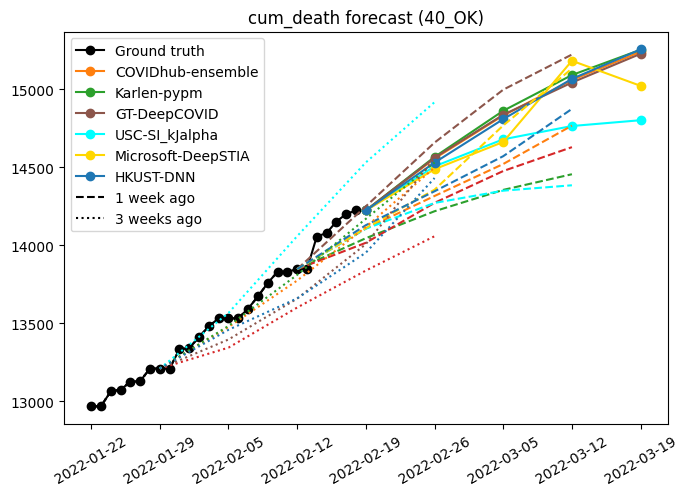 cum_death forecast (40_OK)
Ground truth
COVIDhub-ensemble
Karlen-pypm
GT-DeepCOVID
USC-SI_kJalpha
Microsoft-DeepSTIA
HKUST-DNN
1 week ago
3 weeks ago
15000
14500
14000
13500
13000
2022-01-22
2022-01-29
2022-02-05
2022-02-12
2022-02-19
2022-02-26
2022-03-05
2022-03-12
2022-03-19